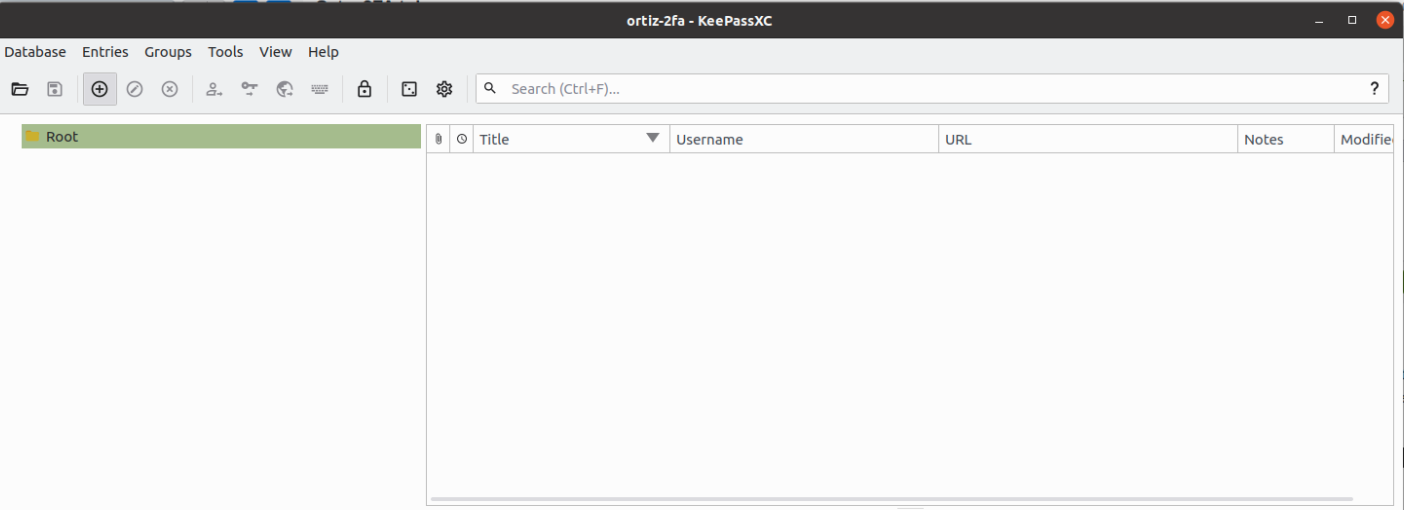 ortiz-2fa - KeePassXC
Database Entries Groups Tools View Help
Search (Ctrl+F)... ?
Root
Title Username URL Notes Modifie